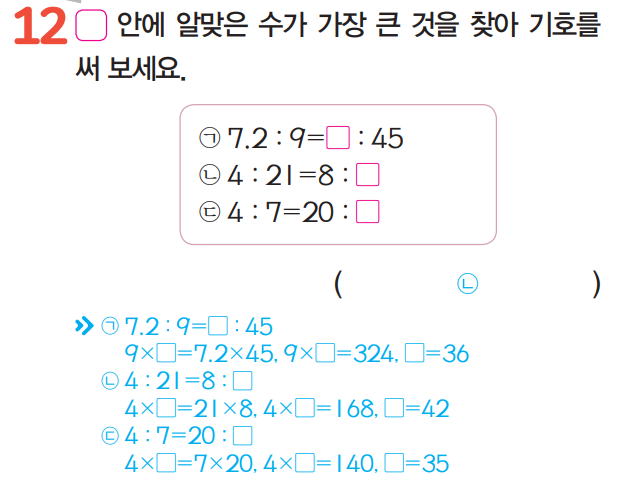 12 □ 안에 알맞은 수가 가장 큰 것을 찾아 기호를
써 보세요.
㉠ 7.2 : 9=□ : 45
㉡ 4 : 21=8 : □
㉢ 4 : 7=20 : □
( ㉡ )
≫ ㉠ 7.2 : 9=□ : 45
9×□=7.2×45, 9×□=324, □=36
㉡ 4 : 21=8 : □
4×□=21×8, 4×□=168, □=42
㉢ 4 : 7=20 : □
4×□=7×20, 4×□=140, □=35